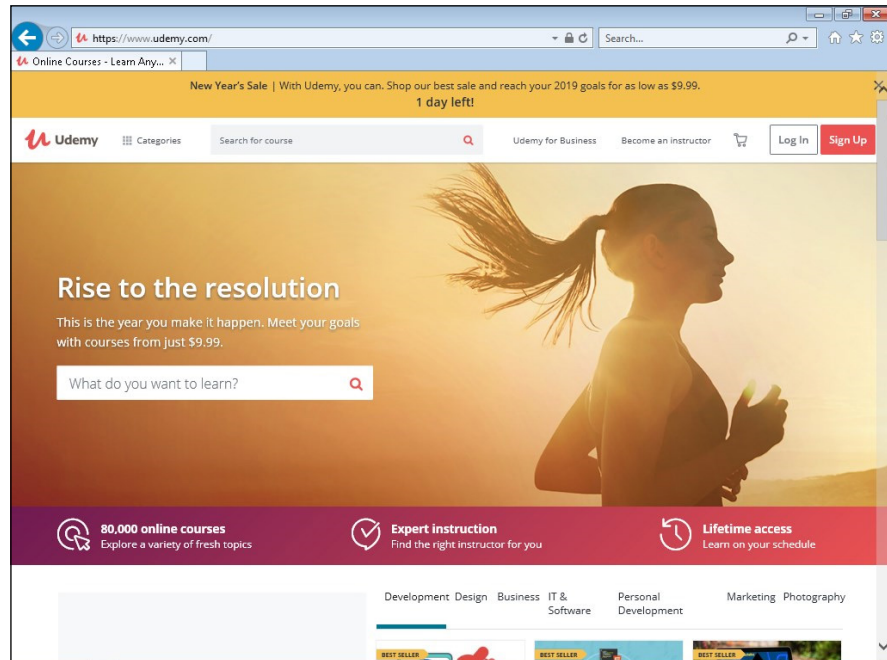 https://www.udemy.com/
Search...
Online Courses - Learn Any...
New Year's Sale | With Udemy, you can. Shop our best sale and reach your 2019 goals for as low as $9.99.
1 day left!
Udemy
Categories
Search for course
Udemy for Business
Become an instructor
Log In
Sign Up
Rise to the resolution
This is the year you make it happen. Meet your goals
with courses from just $9.99.
What do you want to learn?
80,000 online courses
Explore a variety of fresh topics
Expert instruction
Find the right instructor for you
Lifetime access
Learn on your schedule
Development Design Business IT & Software Personal Development Marketing Photography
BEST SELLER
BEST SELLER
BEST SELLER